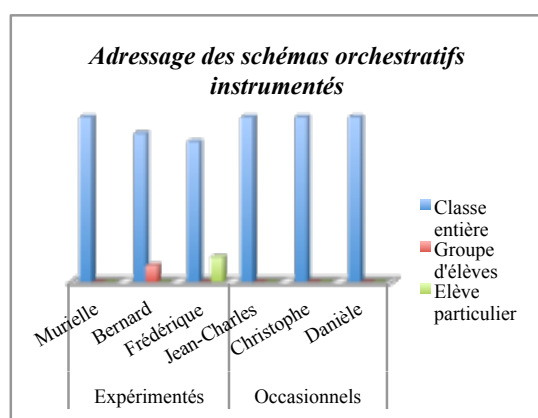 Adressage des schémas orchestratifs
instrumentés
Classe
entière
Groupe
d'élèves
Elève
particulier
Murielle
Bernard
Frédérique
Jean-Charles
Christophe
Danièle
Expérimentés
Occasionnels